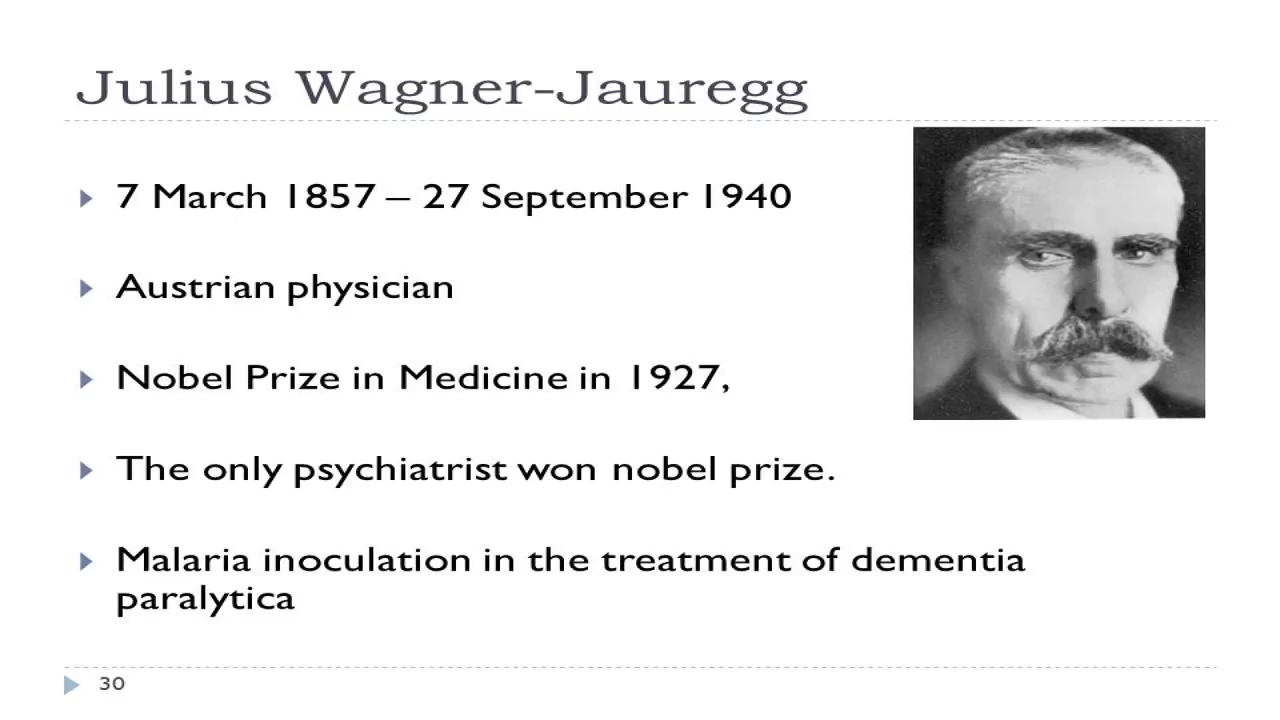 Julius Wagner-Jauregg
7 March 1857 – 27 September 1940
Austrian physician
Nobel Prize in Medicine in 1927,
The only psychiatrist won nobel prize.
Malaria inoculation in the treatment of dementia
paralytica
30